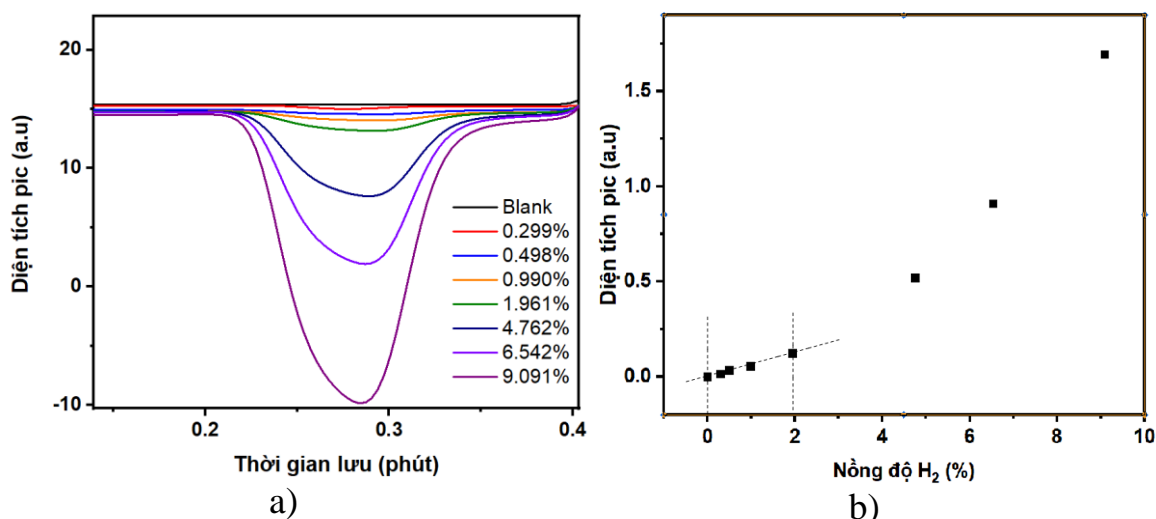 20
10
0
-10
Diện tích pic (a.u)
Blank
0.299%
0.498%
0.990%
1.961%
4.762%
6.542%
9.091%
0.2 0.3 0.4
Thời gian lưu (phút)
a)
1.5
1.0
0.5
0.0
Diện tích pic (a.u)
0 2 4 6 8 10
Nồng độ H₂ (%)
b)